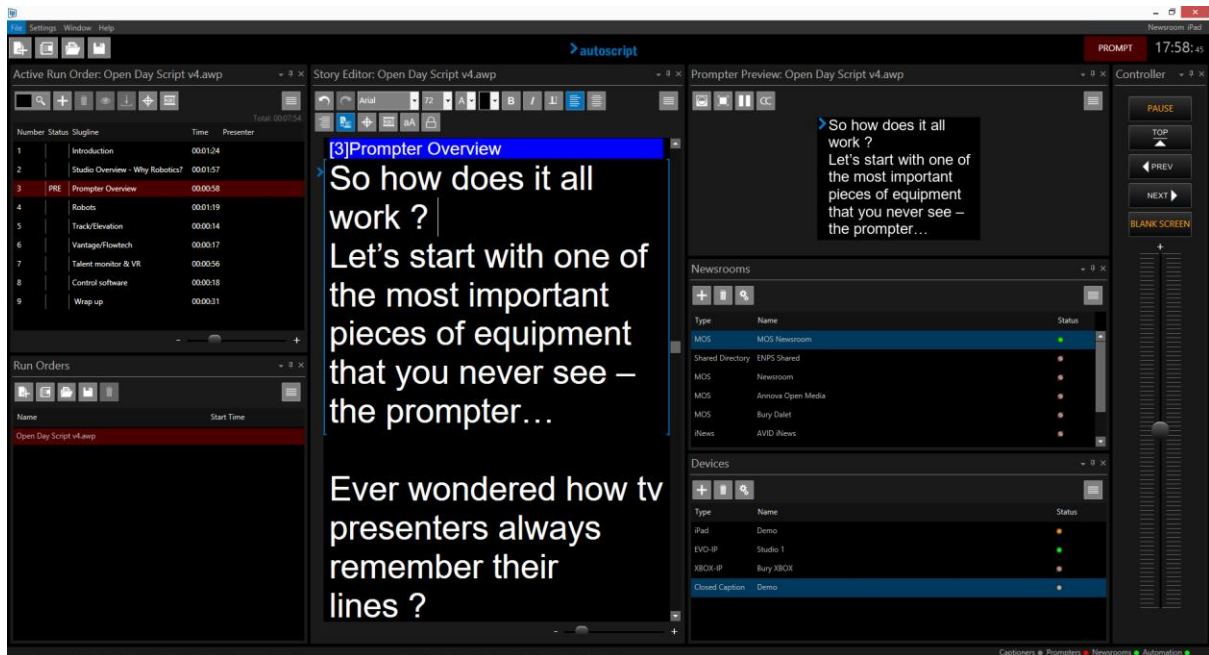 File Settings Window Help
Newsroom iPad
autoscript
PROMPT 17:58:45
Active Run Order: Open Day Script v4.awp
Total: 00:07:54
Number Status Slugline Time Presenter
1 Introduction 00:01:24
2 Studio Overview - Why Robotics? 00:01:57
3 PRE Prompter Overview 00:00:58
4 Robots 00:01:19
5 Track/Elevation 00:00:14
6 Vantage/Flowtech 00:00:17
7 Talent monitor & VR 00:00:56
8 Control software 00:00:18
9 Wrap up 00:00:31
- +
Run Orders
Name Start Time
Open Day Script v4.awp
Story Editor: Open Day Script v4.awp
Arial 72 A B I U
aA
[3]Prompter Overview
So how does it all
work ?
Let's start with one of
the most important
pieces of equipment
that you never see –
the prompter…
Ever wondered how tv
presenters always
remember their
lines ?
- +
Prompter Preview: Open Day Script v4.awp
CC
So how does it all
work ?
Let's start with one of
the most important
pieces of equipment
that you never see –
the prompter…
Newsrooms
Type Name Status
MOS MOS Newsroom
Shared Directory ENPS Shared
MOS Newsroom
MOS Annova Open Media
MOS Bury Dalet
iNews AVID iNews
Devices
Type Name Status
iPad Demo
EVO-IP Studio 1
XBOX-IP Bury XBOX
Closed Caption Demo
Controller
PAUSE
TOP
PREV
NEXT
BLANK SCREEN
+
Captioners Prompters Newsrooms Automation